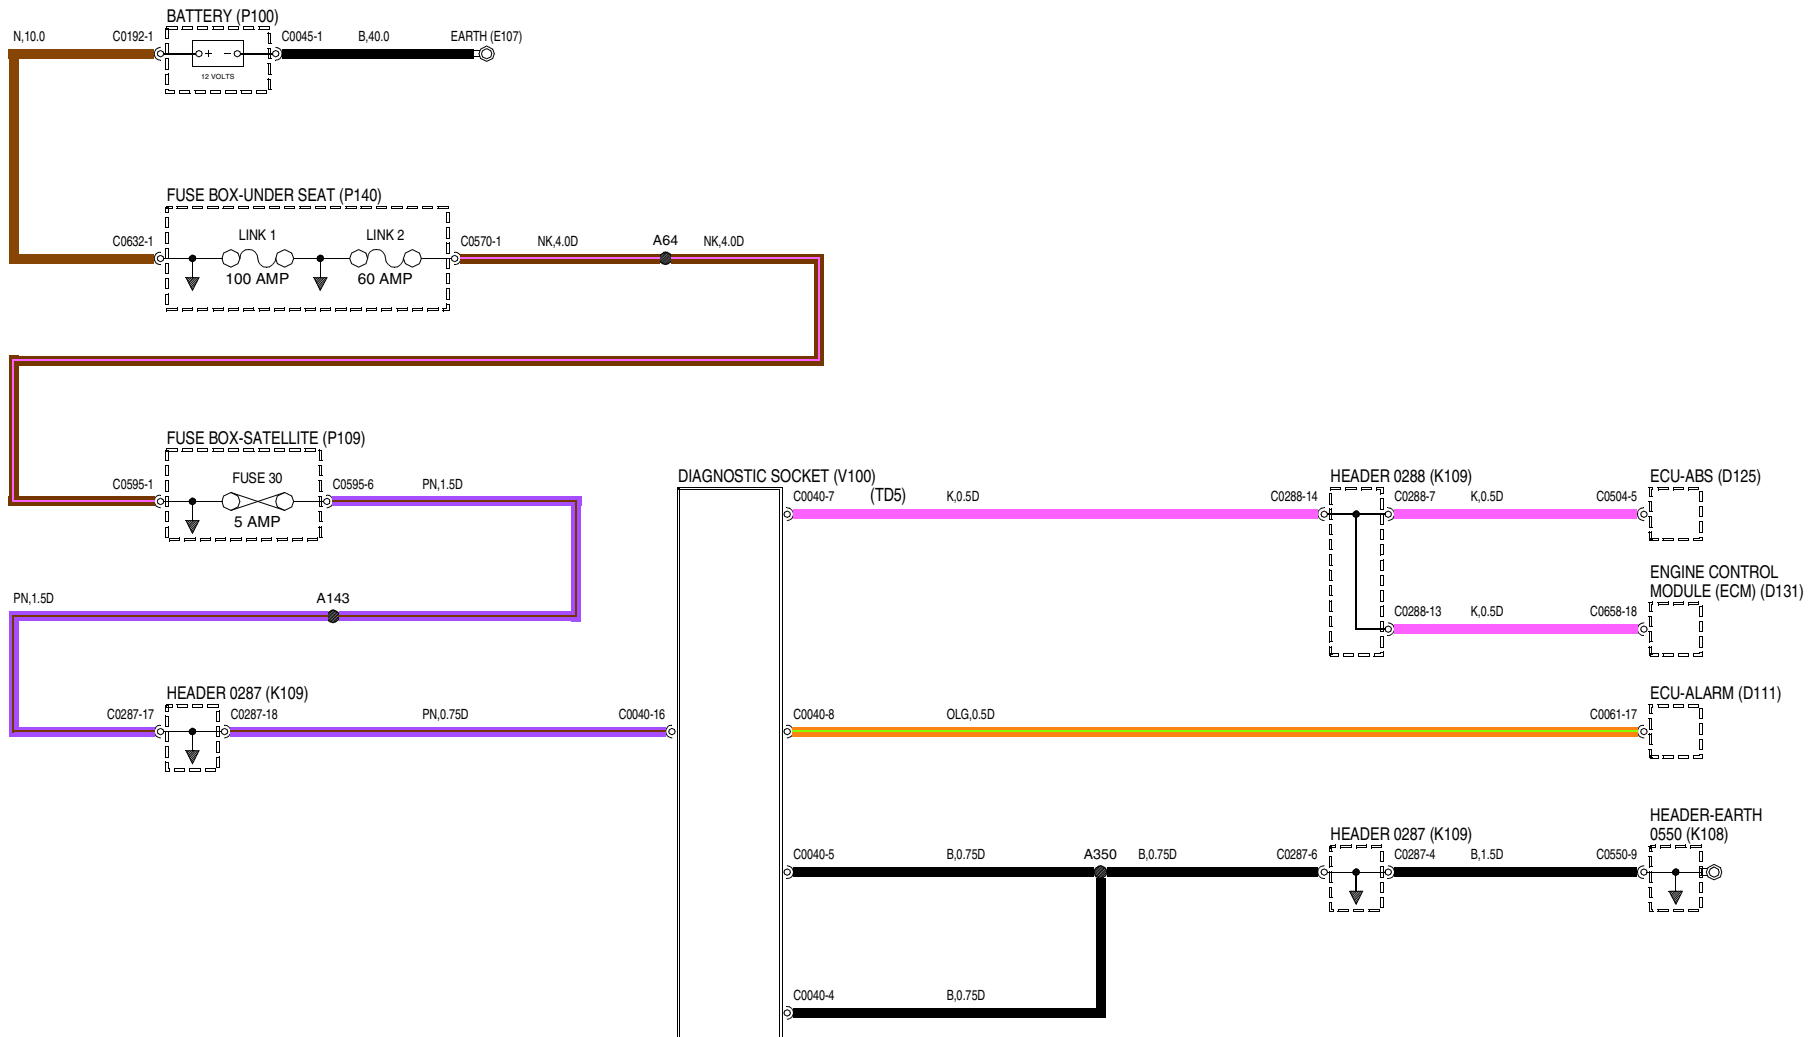 BATTERY (P100)
N,10.0
C0192-1
C0045-1
B,40.0
EARTH (E107)
+ -
12 VOLTS
FUSE BOX-UNDER SEAT (P140)
C0632-1
LINK 1
LINK 2
C0570-1
NK,4.0D
A64
NK,4.0D
100 AMP
60 AMP
FUSE BOX-SATELLITE (P109)
C0595-1
FUSE 30
C0595-6
PN,1.5D
5 AMP
PN,1.5D
A143
HEADER 0287 (K109)
C0287-17
C0287-18
PN,0.75D
C0040-16
DIAGNOSTIC SOCKET (V100)
(TD5)
C0040-7
K,0.5D
C0288-14
HEADER 0288 (K109)
C0288-7
K,0.5D
C0504-5
ECU-ABS (D125)
ENGINE CONTROL
MODULE (ECM) (D131)
C0288-13
K,0.5D
C0658-18
ECU-ALARM (D111)
C0040-8
OLG,0.5D
C0061-17
HEADER-EARTH
0550 (K108)
HEADER 0287 (K109)
C0040-5
B,0.75D
A350
B,0.75D
C0287-6
C0287-4
B,1.5D
C0550-9
C0040-4
B,0.75D